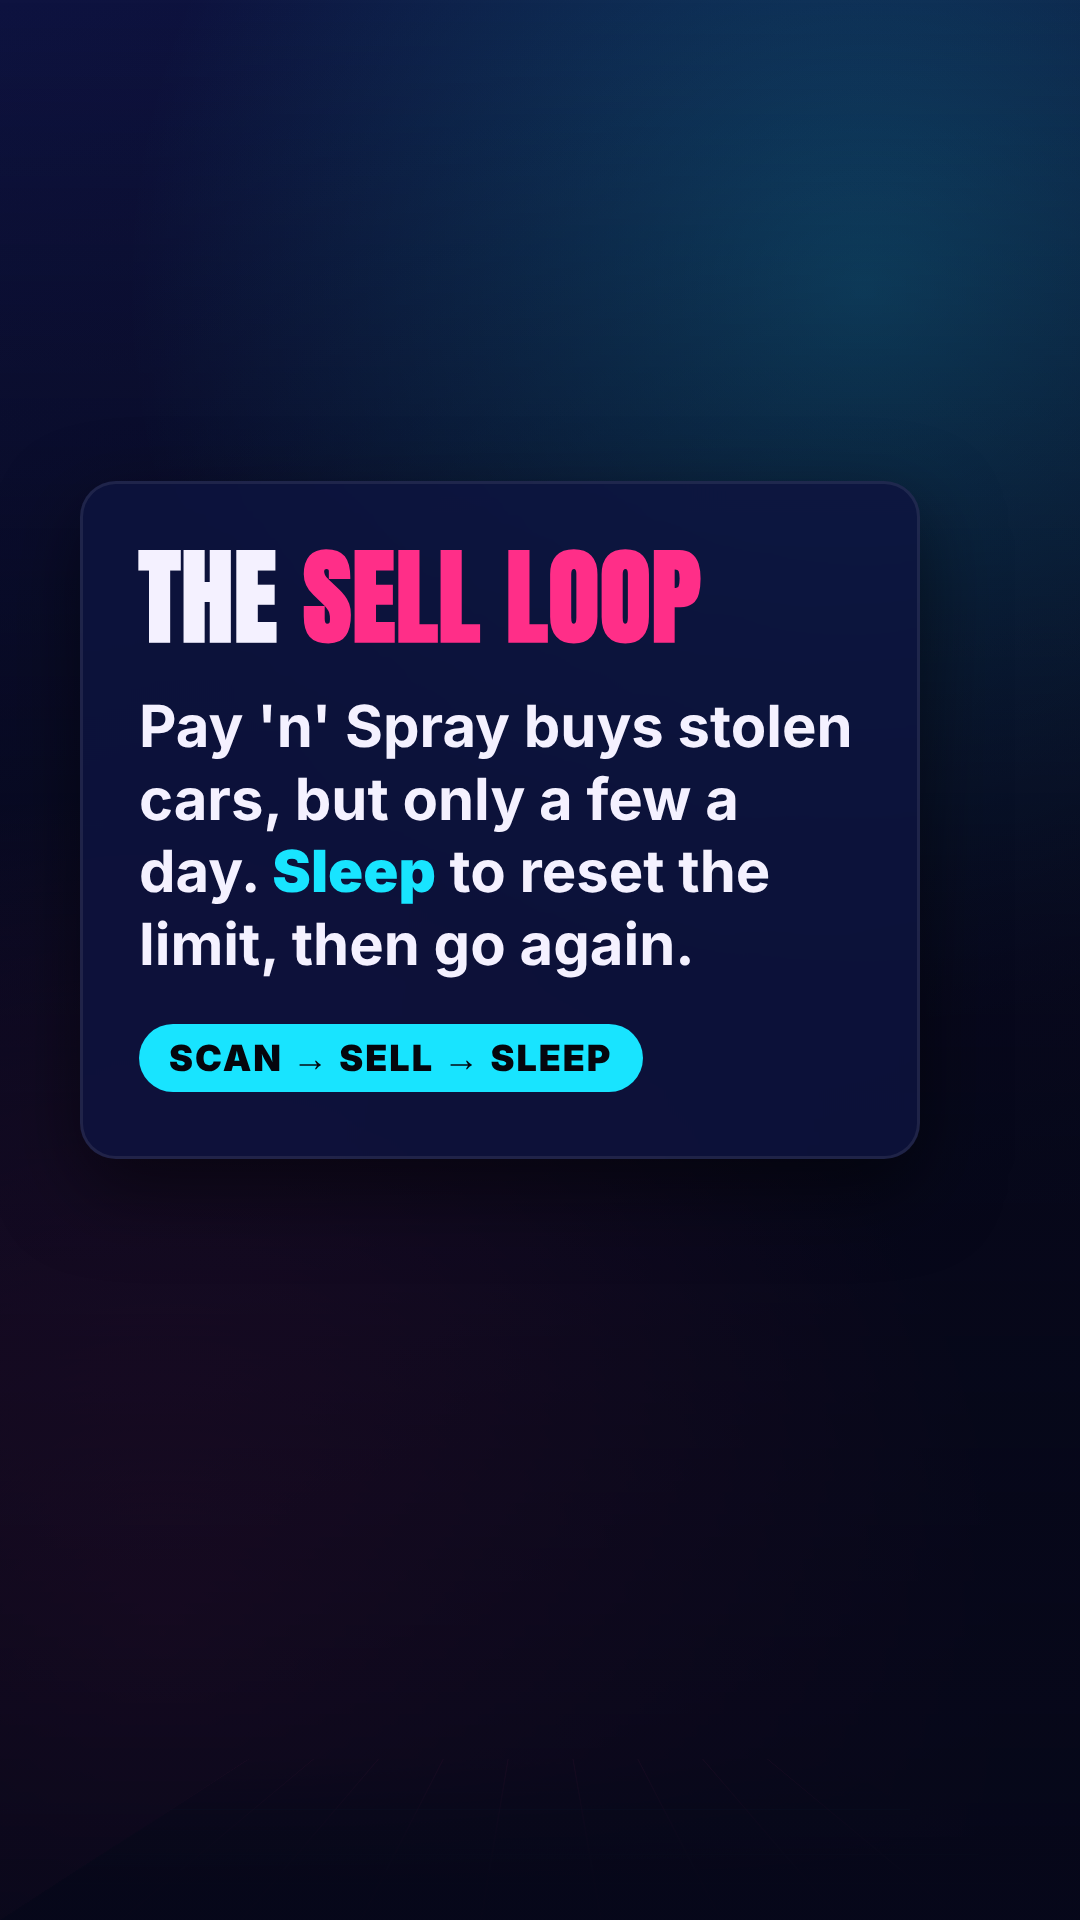 THE SELL LOOP
Pay 'n' Spray buys stolen
cars, but only a few a
day. Sleep to reset the
limit, then go again.
SCAN → SELL → SLEEP